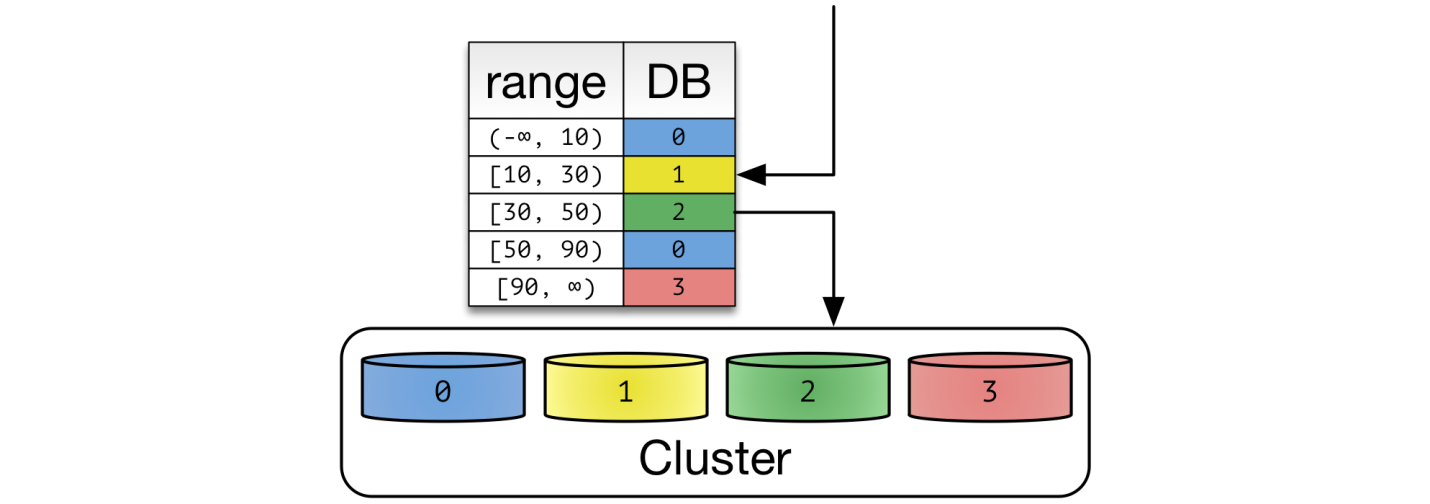 range DB
(-∞, 10) 0
[10, 30) 1
[30, 50) 2
[50, 90) 0
[90, ∞) 3
0 1 2 3
Cluster